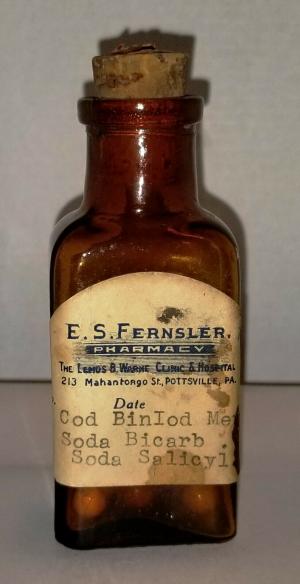 E. S. FERNSLER,
PHARMACY
THE LEMOS B. WARNE CLINIC & HOSPITAL
213 Mahantongo St., POTTSVILLE, PA.
Date
Cod BinIod Me
Soda Bicarb
Soda Salicyl